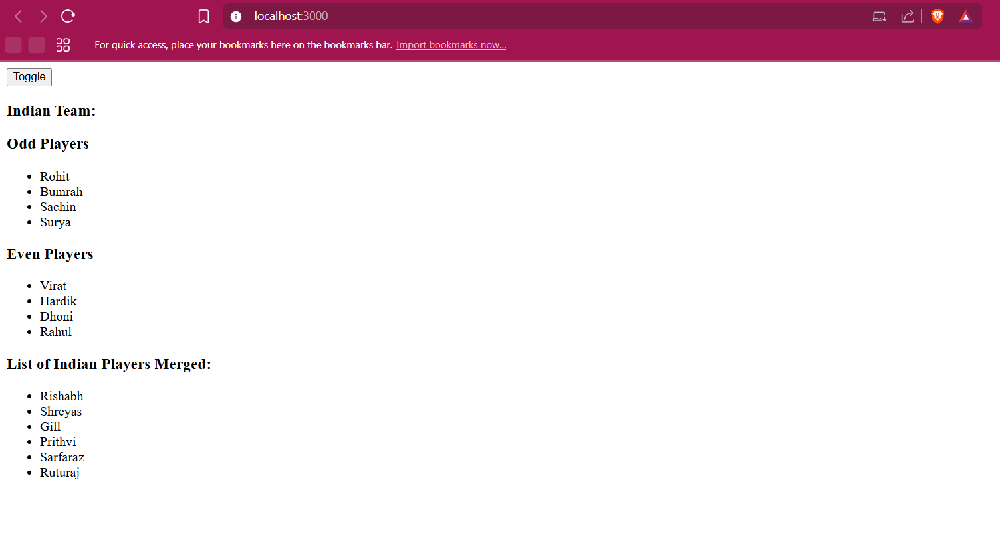 localhost:3000
For quick access, place your bookmarks here on the bookmarks bar. Import bookmarks now...
Toggle
Indian Team:
Odd Players
• Rohit
• Bumrah
• Sachin
• Surya
Even Players
• Virat
• Hardik
• Dhoni
• Rahul
List of Indian Players Merged:
• Rishabh
• Shreyas
• Gill
• Prithvi
• Sarfaraz
• Ruturaj